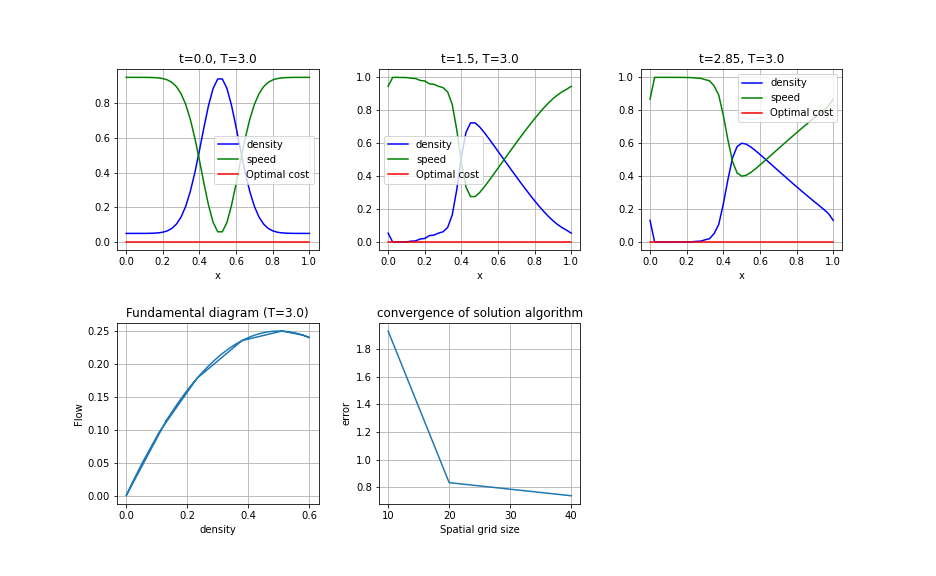 t=0.0, T=3.0
0.8
0.6
0.4
0.2
0.0
density
speed
Optimal cost
0.0 0.2 0.4 0.6 0.8 1.0
x
t=1.5, T=3.0
1.0
0.8
0.6
0.4
0.2
0.0
density
speed
Optimal cost
0.0 0.2 0.4 0.6 0.8 1.0
x
t=2.85, T=3.0
1.0
0.8
0.6
0.4
0.2
0.0
density
speed
Optimal cost
0.0 0.2 0.4 0.6 0.8 1.0
x
Fundamental diagram (T=3.0)
Flow
0.25
0.20
0.15
0.10
0.05
0.00
0.0 0.2 0.4 0.6
density
convergence of solution algorithm
error
1.8
1.6
1.4
1.2
1.0
0.8
10 20 30 40
Spatial grid size